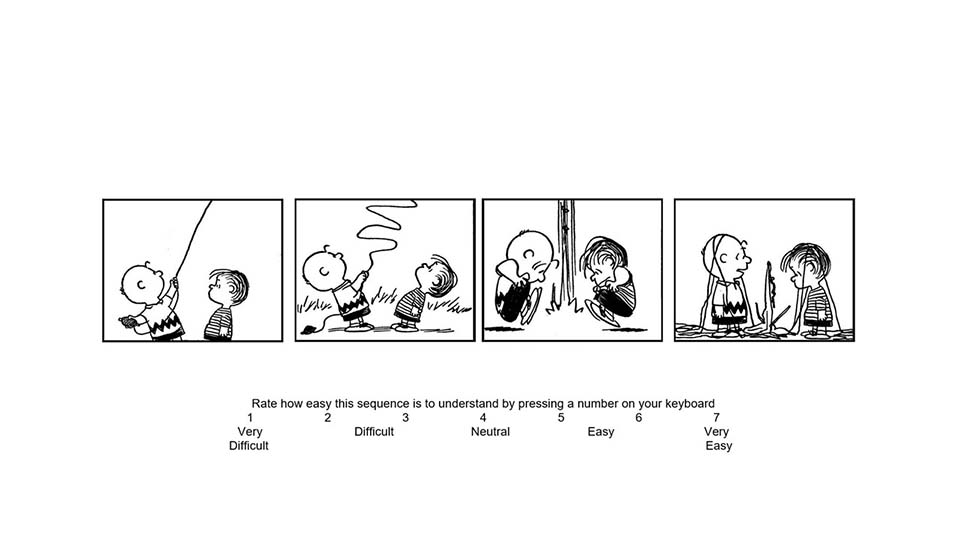 Rate how easy this sequence is to understand by pressing a number on your keyboard
1 2 3 4 5 6 7
Very Difficult Neutral Easy Very
Difficult Easy